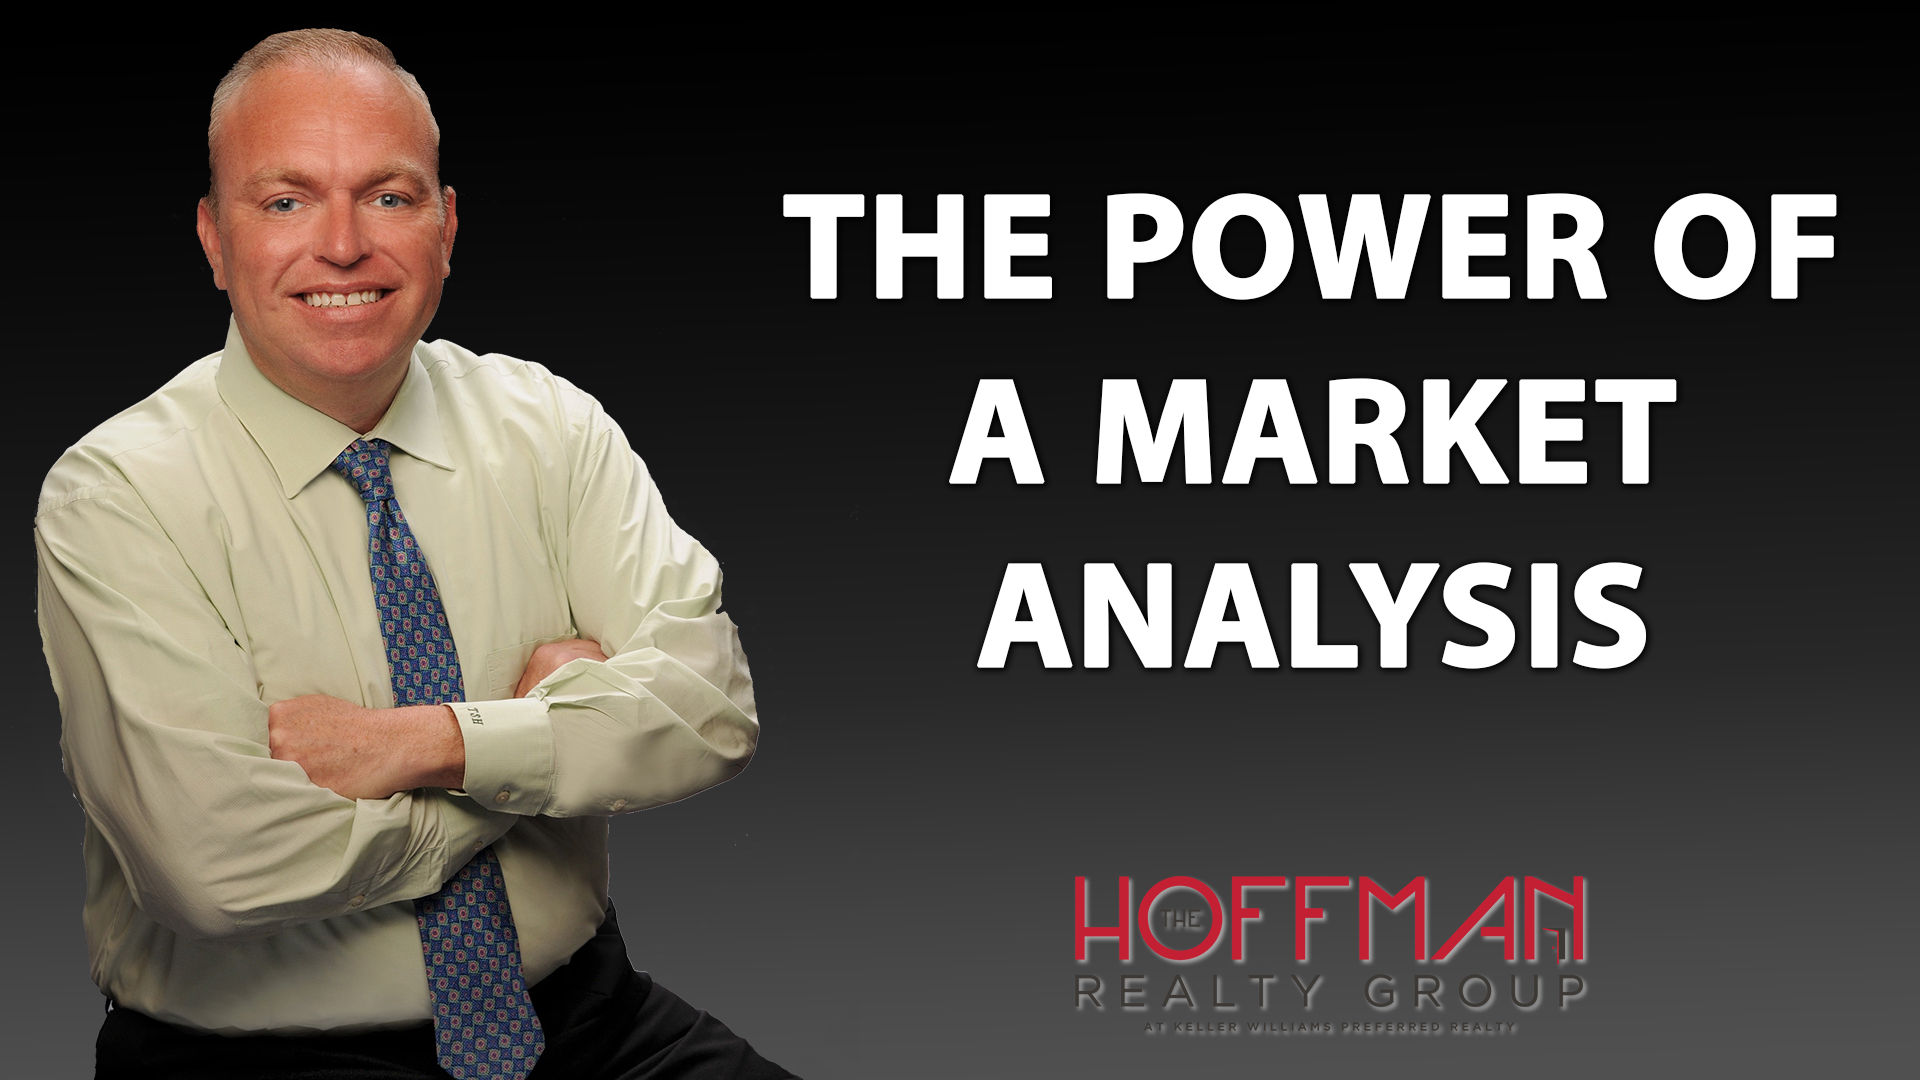 THE POWER OF
A MARKET
ANALYSIS
TSH
THE
HOFFMAN
REALTY GROUP
AT KELLER WILLIAMS PREFERRED REALTY